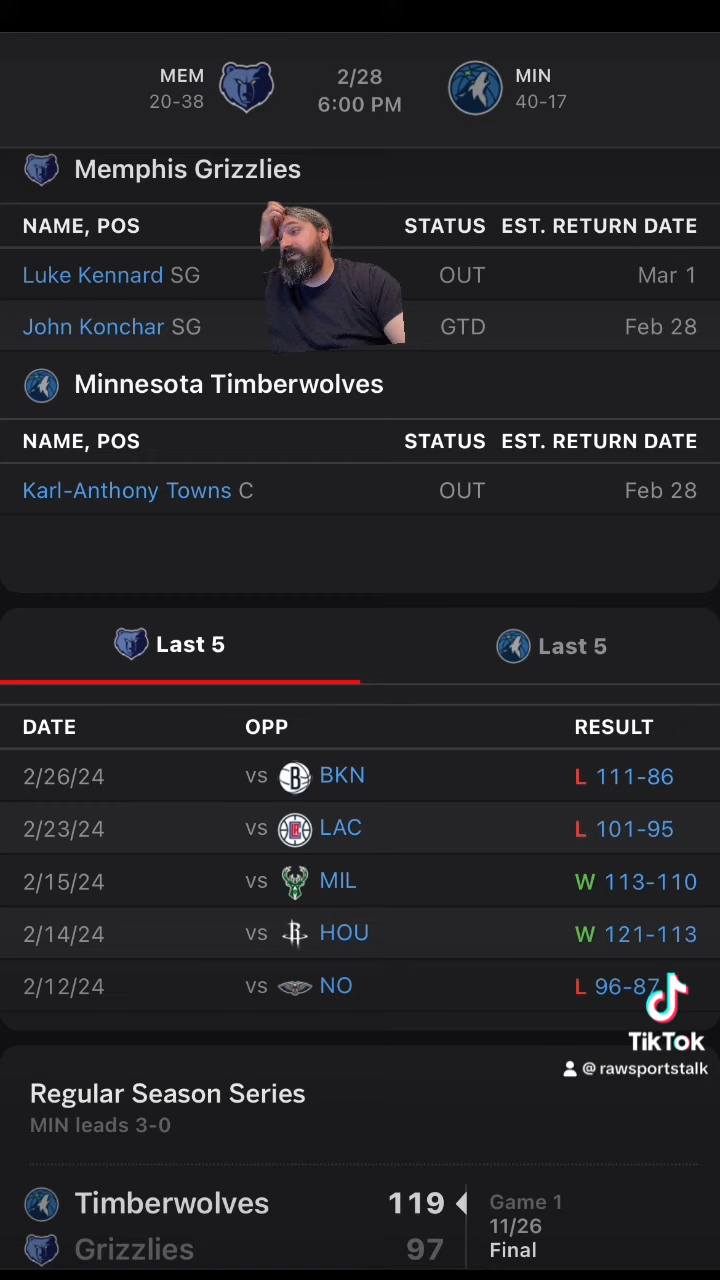 MEM 2/28 MIN
20-38 6:00 PM 40-17
Memphis Grizzlies
NAME, POS STATUS EST. RETURN DATE
Luke Kennard SG OUT Mar 1
John Konchar SG GTD Feb 28
Minnesota Timberwolves
NAME, POS STATUS EST. RETURN DATE
Karl-Anthony Towns C OUT Feb 28
Last 5 Last 5
DATE OPP RESULT
2/26/24 vs BKN L 111-86
2/23/24 vs LAC L 101-95
2/15/24 vs MIL W 113-110
2/14/24 vs HOU W 121-113
2/12/24 vs NO L 96-87
TikTok
@rawsportstalk
Regular Season Series
MIN leads 3-0
Timberwolves 119 Game 1
11/26
Grizzlies 97 Final